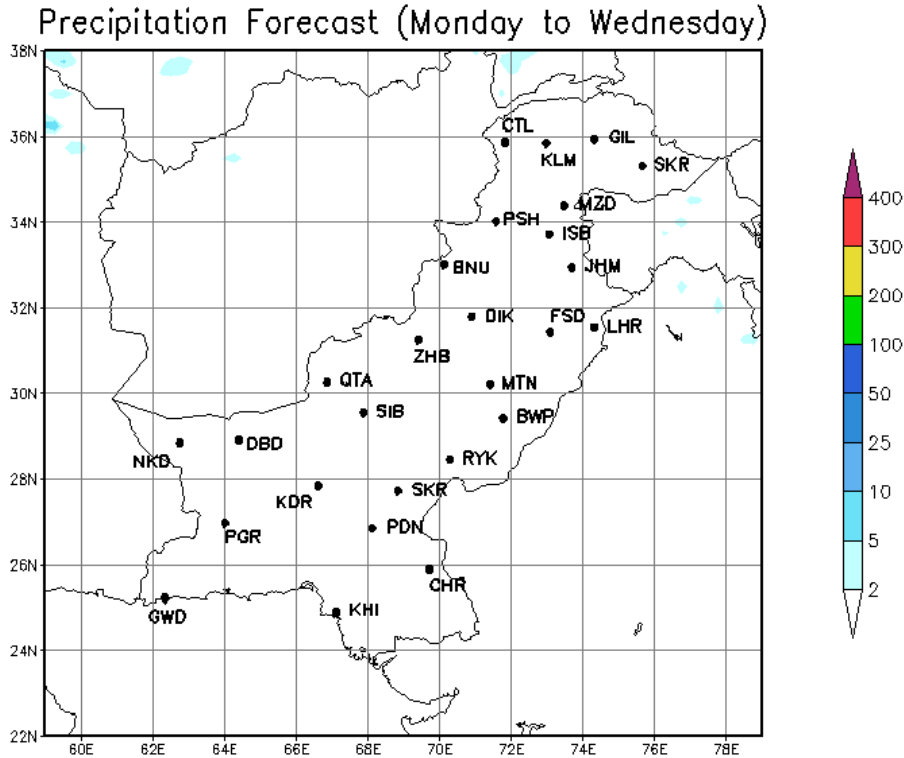 Precipitation Forecast (Monday to Wednesday)
38N
36N
34N
32N
30N
28N
26N
24N
22N
60E 62E 64E 66E 68E 70E 72E 74E 76E 78E
CTL
GIL
KLM
SKR
MZD
PSH
ISB
BNU
JHM
DIK
FSD
LHR
ZHB
QTA
MTN
SIB
BWP
DBD
NKD
RYK
SKR
KDR
PDN
PGR
CHR
KHI
GWD
400
300
200
100
50
25
10
5
2